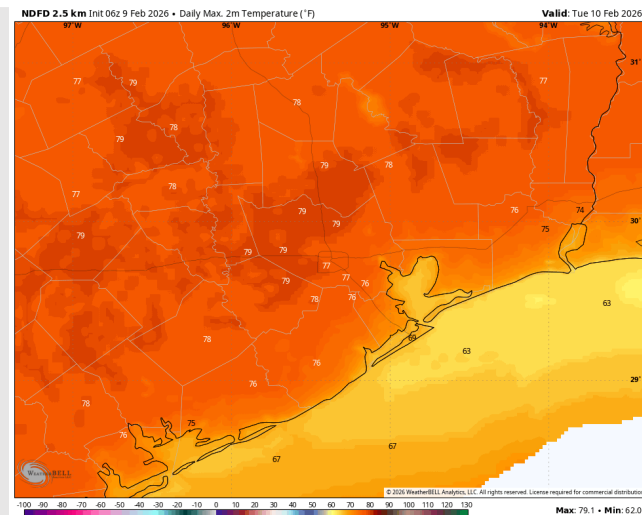 NDFD 2.5 km Init 06z 9 Feb 2026 • Daily Max. 2m Temperature (°F)
Valid: Tue 10 Feb 2026
97°W 96°W 95°W 94°W
31°
77 79 78 77
79 78
79 78
77 78
79 76 74
79 75 30°
79 79 79
77
79 77 76
78 76
63
78 69 63
76
76 29°
78
76 75
67 67
WEATHERBELL
© 2026 WeatherBELL Analytics, LLC. All rights reserved. License required for commercial distribution
-100 -90 -80 -70 -60 -50 -40 -30 -20 -10 0 10 20 30 40 50 60 70 80 90 100 110 120 130
Max: 79.1 • Min: 62.0